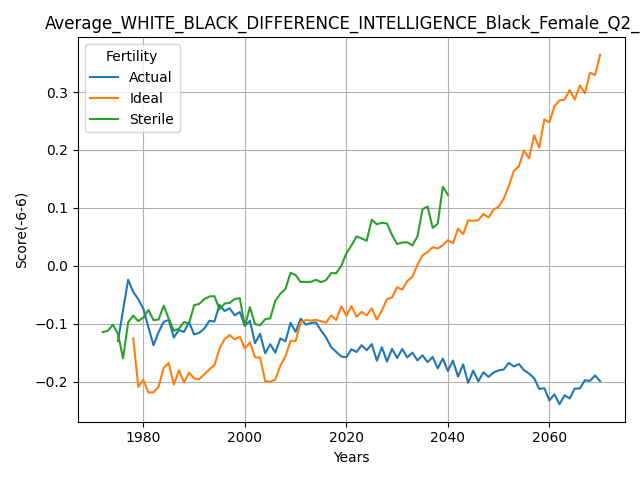 Average_WHITE_BLACK_DIFFERENCE_INTELLIGENCE_Black_Female_Q2_
Fertility
Actual
Ideal
Sterile
Score(-6-6)
0.3
0.2
0.1
0.0
−0.1
−0.2
1980 2000 2020 2040 2060
Years